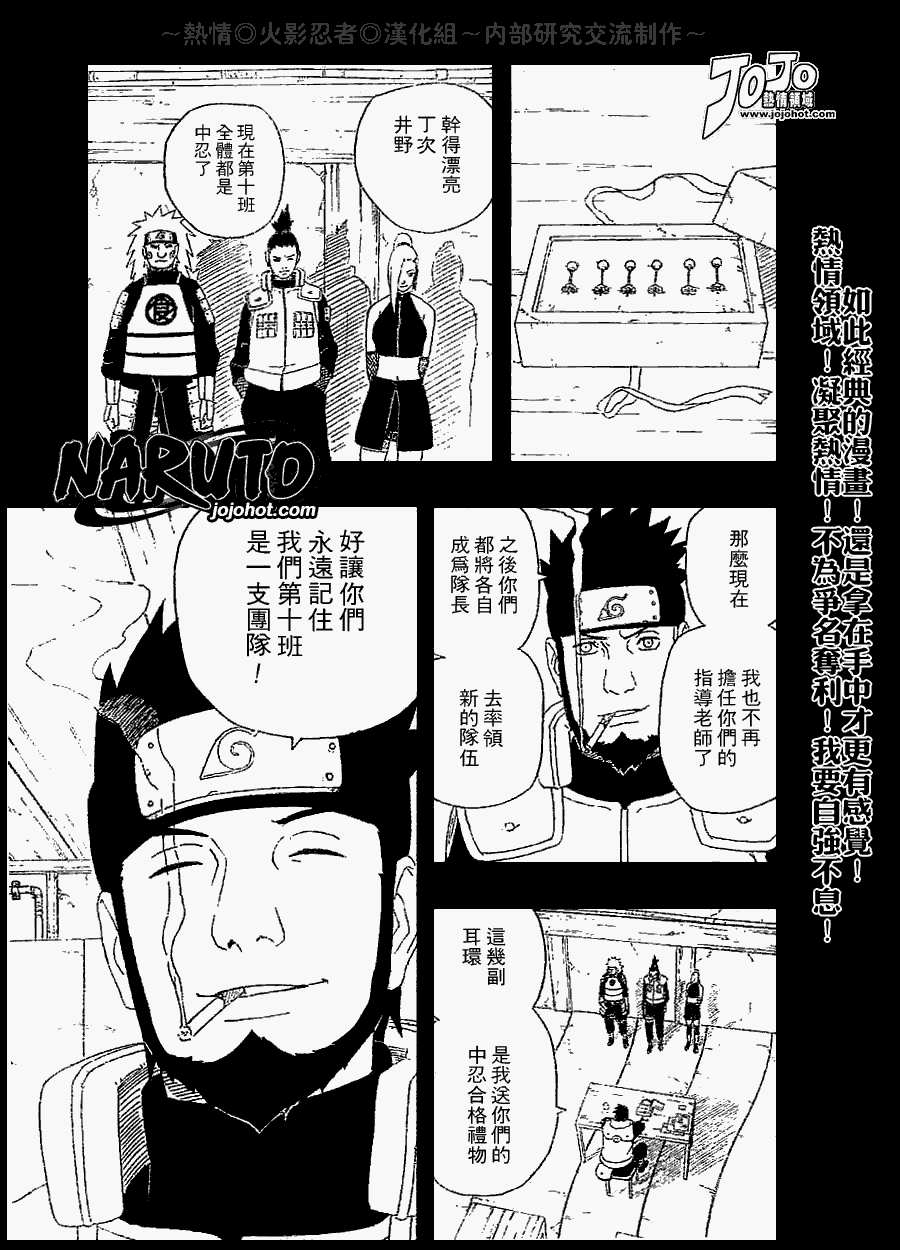 ～熱情◎火影忍者◎漢化組～内部研究交流制作～
JOJO
熱情領域
www.jojohot.com
幹得漂亮
丁次
井野
現在第十班
全體都是
中忍了
NARUTO
jojohot.com
那麼現在
我也不再
擔任你們的
指導老師了
之後你們
都將各自
成爲隊長
去率領
新的隊伍
這幾副
耳環
是我送你們的
中忍合格禮物
好讓你們
永遠記住
我們第十班
是一支團隊！
如此經典的漫畫！還是拿在手中才更有感覺！
熱情領域！凝聚熱情！不為爭名奪利！我要自強不息！